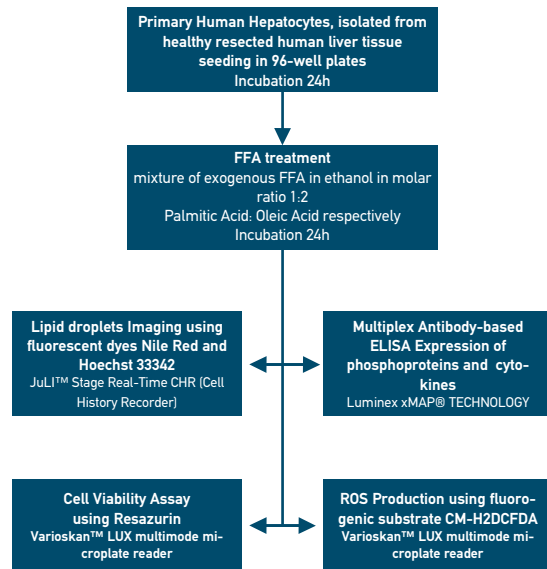 Primary Human Hepatocytes, isolated from
healthy resected human liver tissue
seeding in 96-well plates
Incubation 24h
FFA treatment
mixture of exogenous FFA in ethanol in molar
ratio 1:2
Palmitic Acid: Oleic Acid respectively
Incubation 24h
Lipid droplets Imaging using
fluorescent dyes Nile Red and
Hoechst 33342
JuLI™ Stage Real-Time CHR (Cell
History Recorder)
Multiplex Antibody-based
ELISA Expression of
phosphoproteins and cyto-
kines
Luminex xMAP® TECHNOLOGY
Cell Viability Assay
using Resazurin
Varioskan™ LUX multimode mi-
croplate reader
ROS Production using fluoro-
genic substrate CM-H2DCFDA
Varioskan™ LUX multimode mi-
croplate reader